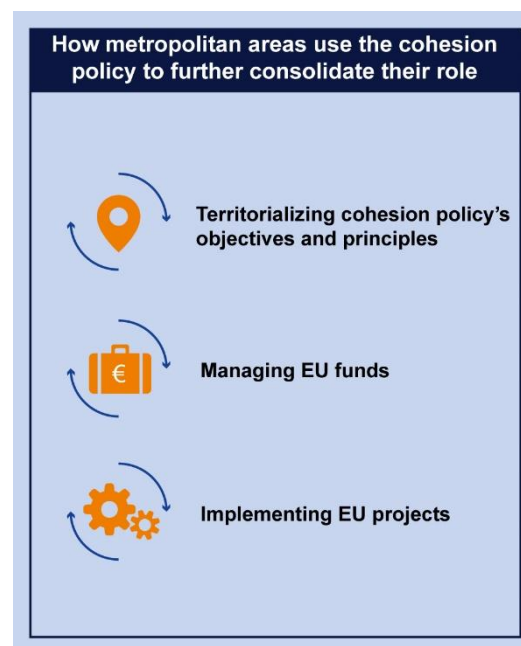 How metropolitan areas use the cohesion
policy to further consolidate their role
Territorializing cohesion policy's
objectives and principles
€
Managing EU funds
Implementing EU projects